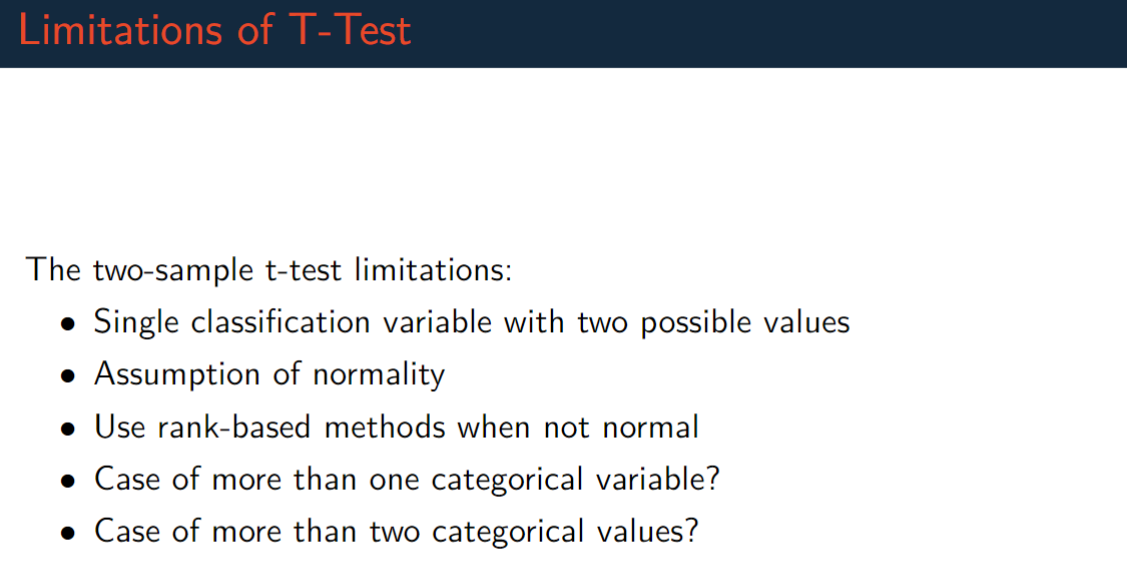 Limitations of T-Test
The two-sample t-test limitations:
• Single classification variable with two possible values
• Assumption of normality
• Use rank-based methods when not normal
• Case of more than one categorical variable?
• Case of more than two categorical values?